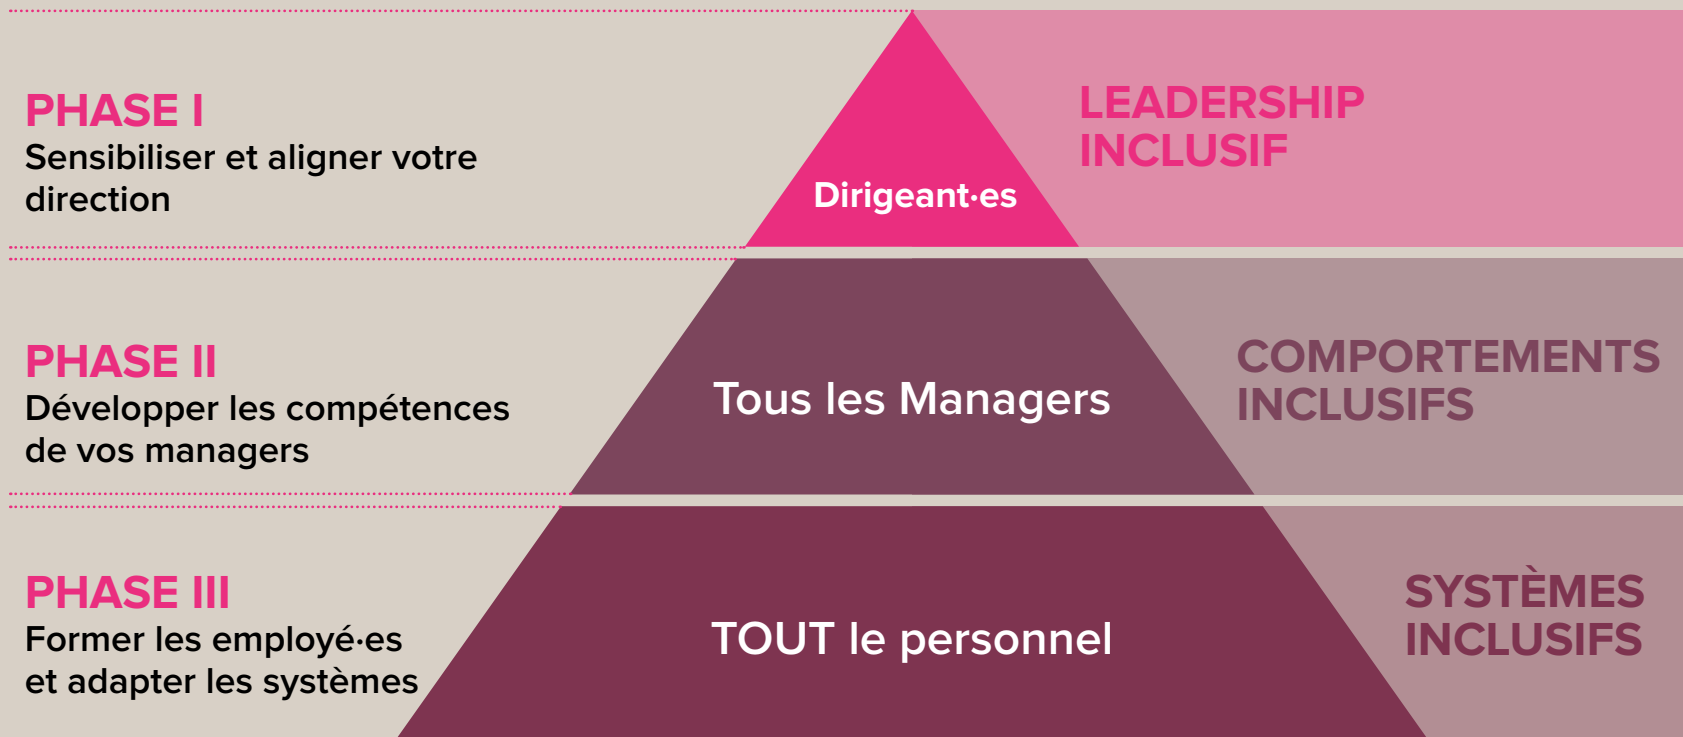 PHASE I
Sensibiliser et aligner votre
direction
Dirigeant·es
LEADERSHIP
INCLUSIF
PHASE II
Développer les compétences
de vos managers
Tous les Managers
COMPORTEMENTS
INCLUSIFS
PHASE III
Former les employé·es
et adapter les systèmes
TOUT le personnel
SYSTÈMES
INCLUSIFS